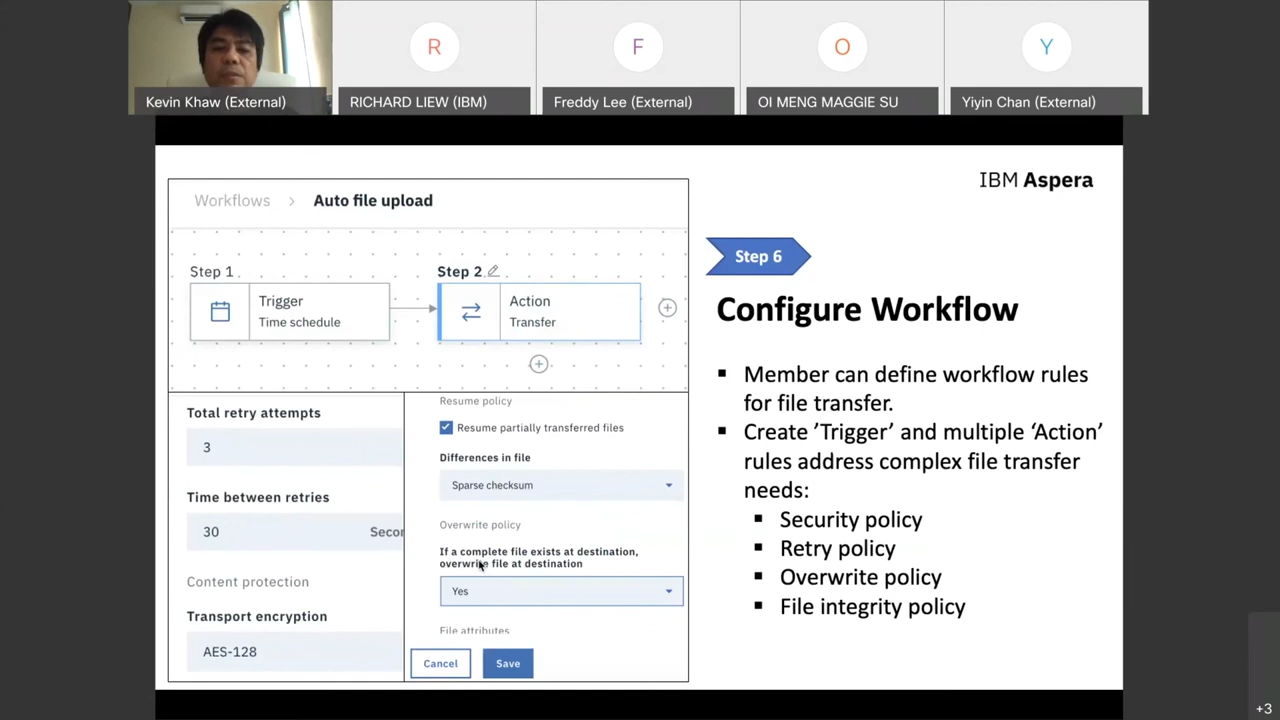 R
F
O
Y
Kevin Khaw (External)
RICHARD LIEW (IBM)
Freddy Lee (External)
OI MENG MAGGIE SU
Yiyin Chan (External)
IBM Aspera
Workflows > Auto file upload
Step 1
Trigger
Time schedule
Step 2
Action
Transfer
Total retry attempts
3
Time between retries
30
Content protection
Transport encryption
AES-128
Resume policy
Resume partially transferred files
Differences in file
Sparse checksum
Overwrite policy
If a complete file exists at destination,
overwrite file at destination
Yes
File attributes
Cancel
Save
Step 6
Configure Workflow
▪ Member can define workflow rules
for file transfer.
▪ Create ’Trigger’ and multiple ‘Action’
rules address complex file transfer
needs:
▪ Security policy
▪ Retry policy
▪ Overwrite policy
▪ File integrity policy
+3